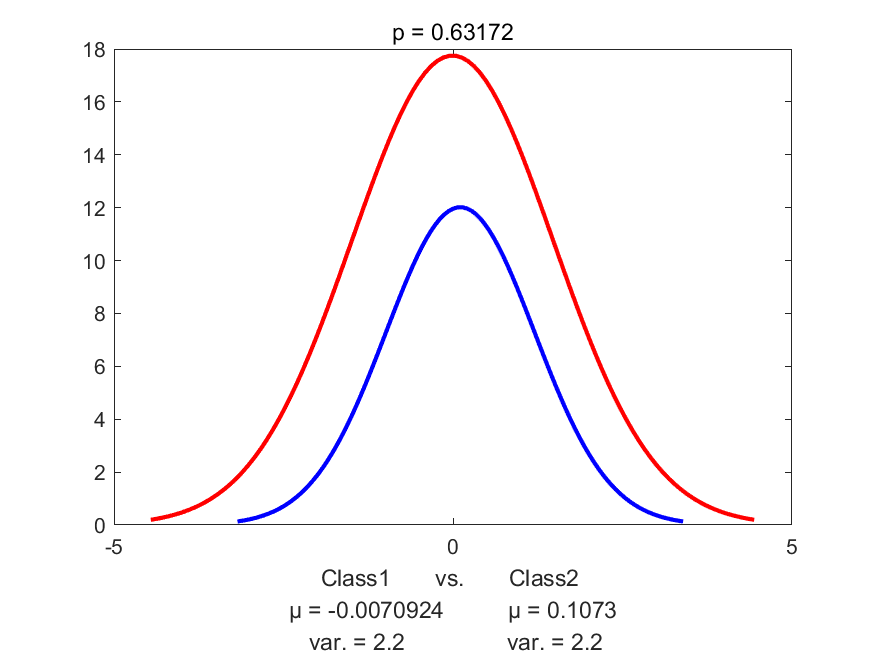 p = 0.63172
18
16
14
12
10
8
6
4
2
0
-5 0 5
Class1 vs. Class2
μ = -0.0070924 μ = 0.1073
var. = 2.2 var. = 2.2